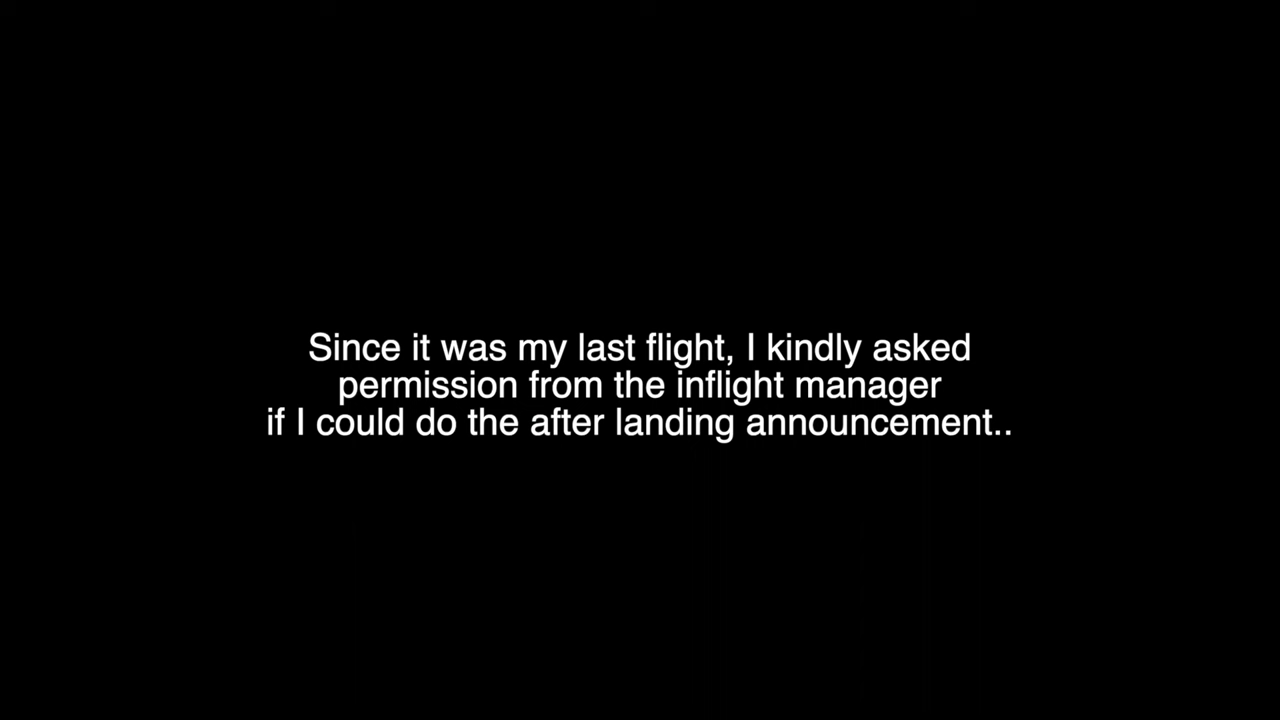 Since it was my last flight, I kindly asked
permission from the inflight manager
if I could do the after landing announcement..